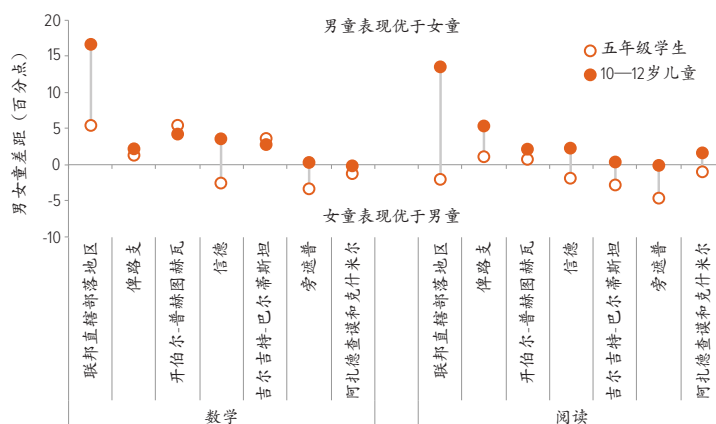 20
15
10
5
0
-5
-10
男女童差距（百分点）
男童表现优于女童
女童表现优于男童
五年级学生
10—12岁儿童
联邦直辖部落地区
俾路支
开伯尔-普赫图赫瓦
信德
吉尔吉特-巴尔蒂斯坦
旁遮普
阿扎德查谟和克什米尔
联邦直辖部落地区
俾路支
开伯尔-普赫图赫瓦
信德
吉尔吉特-巴尔蒂斯坦
旁遮普
阿扎德查谟和克什米尔
数学
阅读